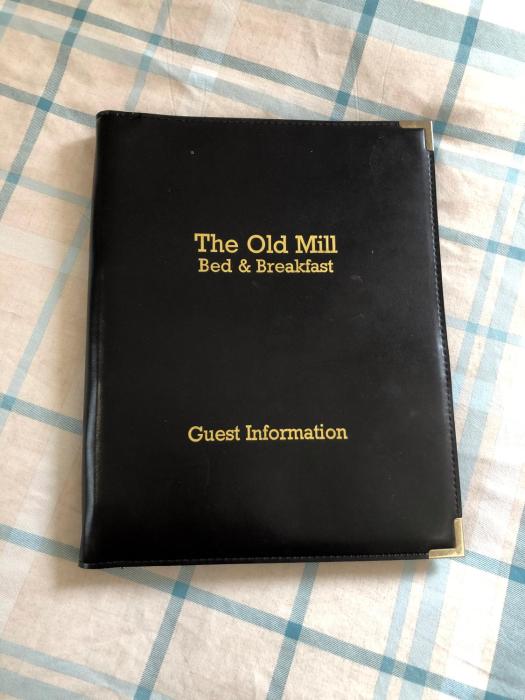 The Old Mill
Bed & Breakfast
Guest Information